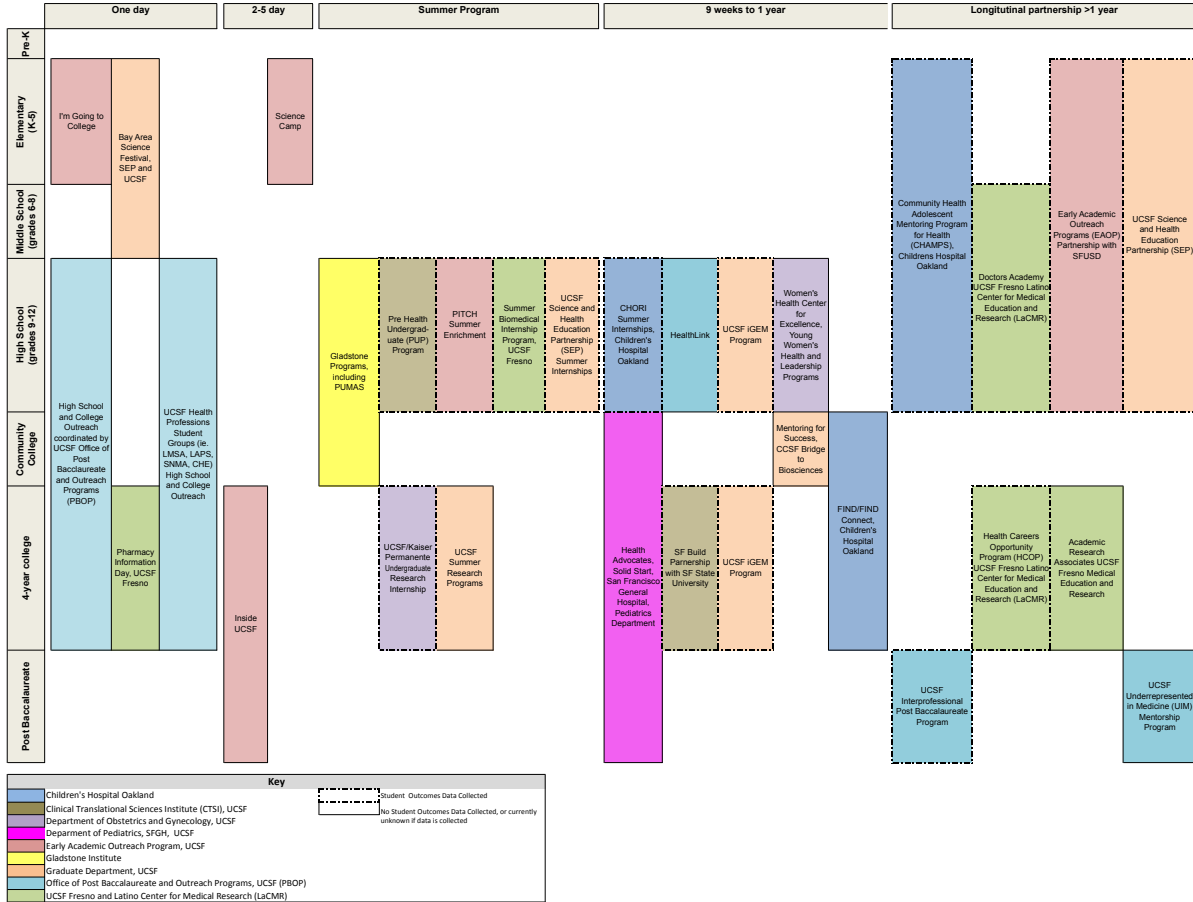 One day
2-5 day
Summer Program
9 weeks to 1 year
Longitutinal partnership >1 year
Pre-K
Elementary
(K-5)
Middle School
(grades 6-8)
High School
(grades 9-12)
Community
College
4-year college
Post Baccalaureate
I'm Going to
College
Bay Area
Science
Festival,
SEP and
UCSF
Science
Camp
High School
and College
Outreach
coordinated by
UCSF Office of
Post
Bacclaureate
and Outreach
Programs
(PBOP)
Pharmacy
Information
Day, UCSF
Fresno
UCSF Health
Professions
Student
Groups (ie.
LMSA, LAPS,
SNMA, CHE)
High School
and College
Outreach
Inside
UCSF
Gladstone
Programs,
including
PUMAS
Pre Health
Undergrad-
uate (PUP)
Program
PITCH
Summer
Enrichment
Summer
Biomedical
Internship
Program,
UCSF
Fresno
UCSF
Science and
Health
Education
Partnership
(SEP)
Summer
Internships
UCSF/Kaiser
Permanente
Undergraduate
Research
Internship
UCSF
Summer
Research
Programs
CHORI
Summer
Internships,
Children's
Hospital
Oakland
HealthLink
UCSF iGEM
Program
Women's
Health Center
for
Excellence,
Young
Women's
Health and
Leadership
Programs
Mentoring for
Success,
CCSF Bridge
to
Biosciences
Health
Advocates,
Solid Start,
San Francisco
General
Hospital,
Pediatrics
Department
SF Build
Parnership
with SF State
University
UCSF iGEM
Program
FIND/FIND
Connect,
Children's
Hospital
Oakland
Community Health
Adolescent
Mentoring Program
for Health
(CHAMPS),
Childrens Hospital
Oakland
Doctors Academy
UCSF Fresno Latino
Center for Medical
Education and
Research (LaCMR)
Early Academic
Outreach
Programs (EAOP)
Partnership with
SFUSD
UCSF Science
and Health
Education
Partnership (SEP)
Health Careers
Opportunity
Program (HCOP)
UCSF Fresno Latino
Center for Medical
Education and
Research (LaCMR)
Academic
Research
Associates UCSF
Fresno Medical
Education and
Research
UCSF
Interprofessional
Post Baccalaureate
Program
UCSF
Underrepresented
in Medicine (UIM)
Mentorship
Program
Key
Children's Hospital Oakland
Clinical Translational Sciences Institute (CTSI), UCSF
Department of Obstetrics and Gynecology, UCSF
Deparment of Pediatrics, SFGH, UCSF
Early Academic Outreach Program, UCSF
Gladstone Institute
Graduate Department, UCSF
Office of Post Baccalaureate and Outreach Programs, UCSF (PBOP)
UCSF Fresno and Latino Center for Medical Research (LaCMR)
Student Outcomes Data Collected
No Student Outcomes Data Collected, or currently
unknown if data is collected